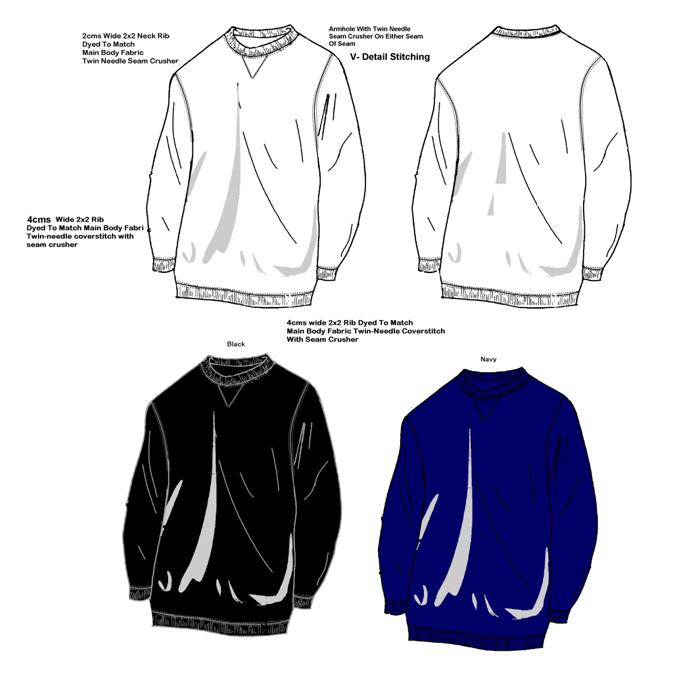 2cms Wide 2x2 Neck Rib
Dyed To Match
Main Body Fabric
Twin Needle Seam Crusher
Armhole With Twin Needle
Seam Crusher On Either Seam
Of Seam
V- Detail Stitching
4cms Wide 2x2 Rib
Dyed To Match Main Body Fabri
Twin-needle coverstitch with
seam crusher
4cms wide 2x2 Rib Dyed To Match
Main Body Fabric Twin-Needle Coverstitch
With Seam Crusher
Black
Navy